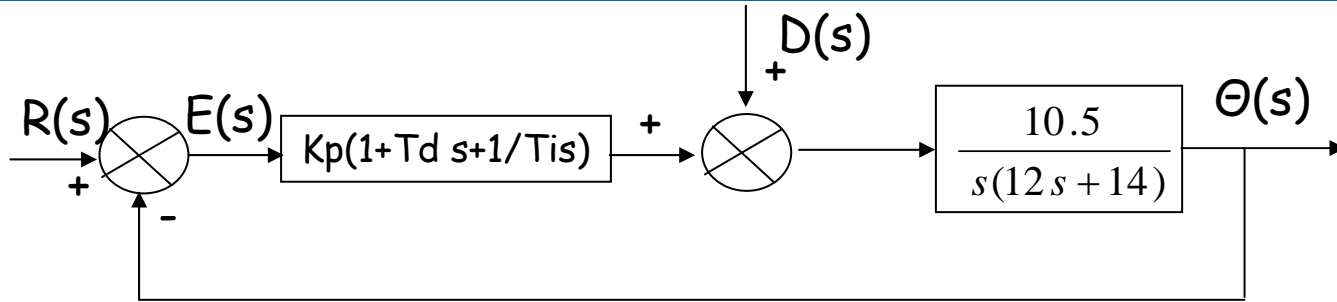 D(s)
+
R(s)
+
-
E(s)
Kp(1+Td s+1/Tis)
+
10.5
s(12s+14)
Θ(s)